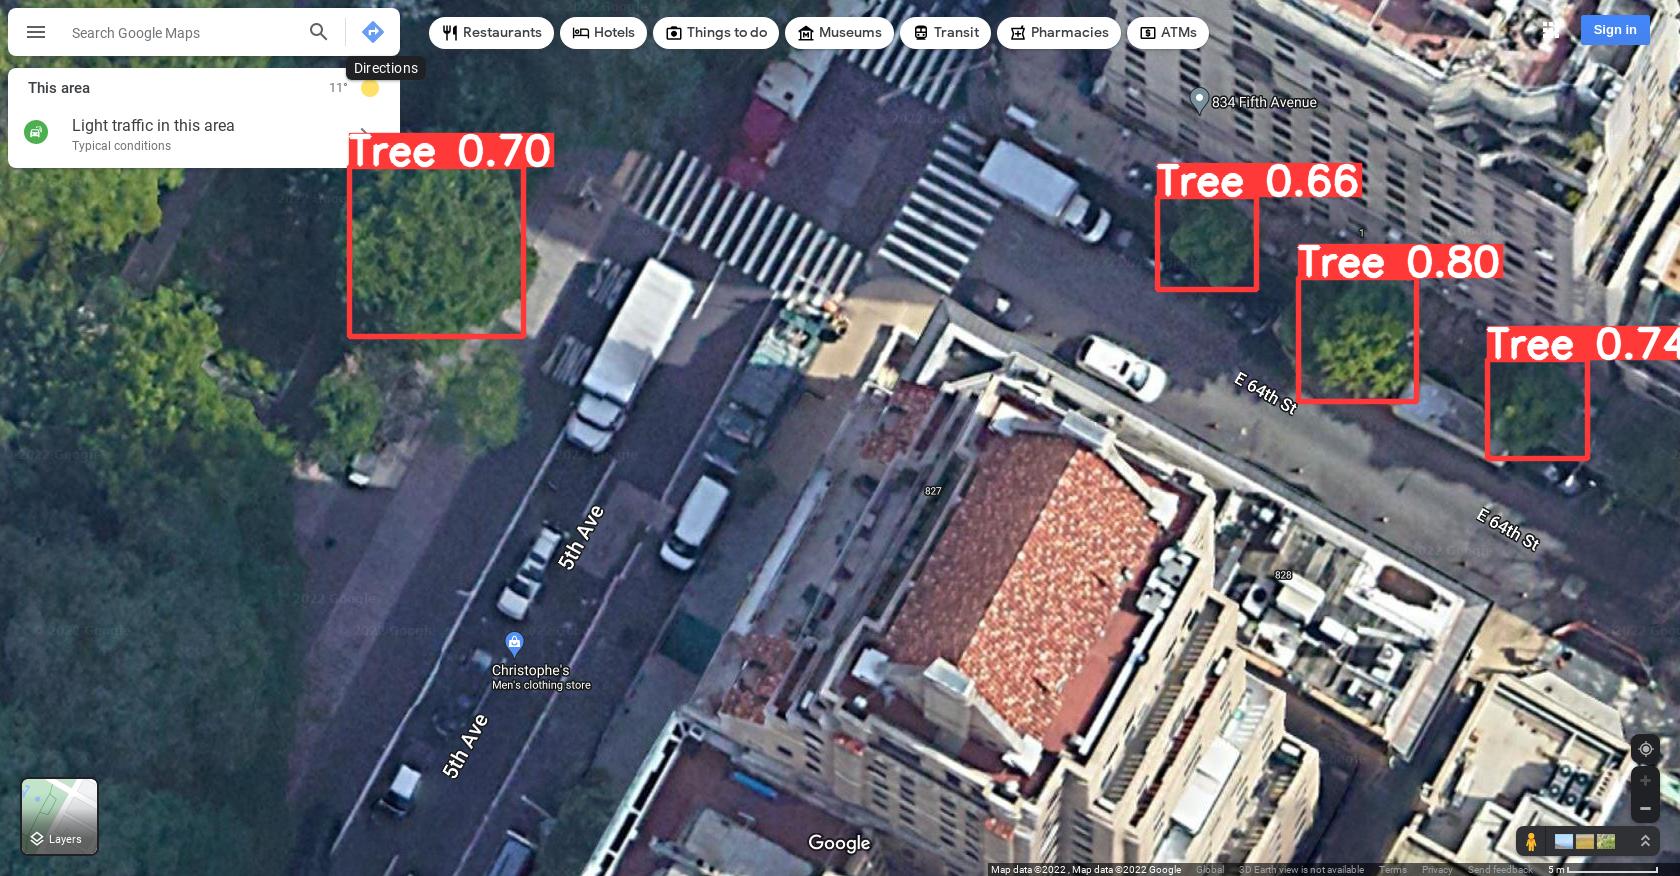 Search Google Maps
Restaurants
Hotels
Things to do
Museums
Transit
Pharmacies
ATMs
Sign in
Directions
This area
11°
Light traffic in this area
Typical conditions
834 Fifth Avenue
Tree 0.70
Tree 0.66
1
Tree 0.80
Tree 0.74
E 64th St
827
E 64th St
5th Ave
828
Christophe's
Men's clothing store
5th Ave
Layers
Google
Map data ©2022 , Map data ©2022 Google Global 3D Earth view is not available Terms Privacy Send feedback 5 m